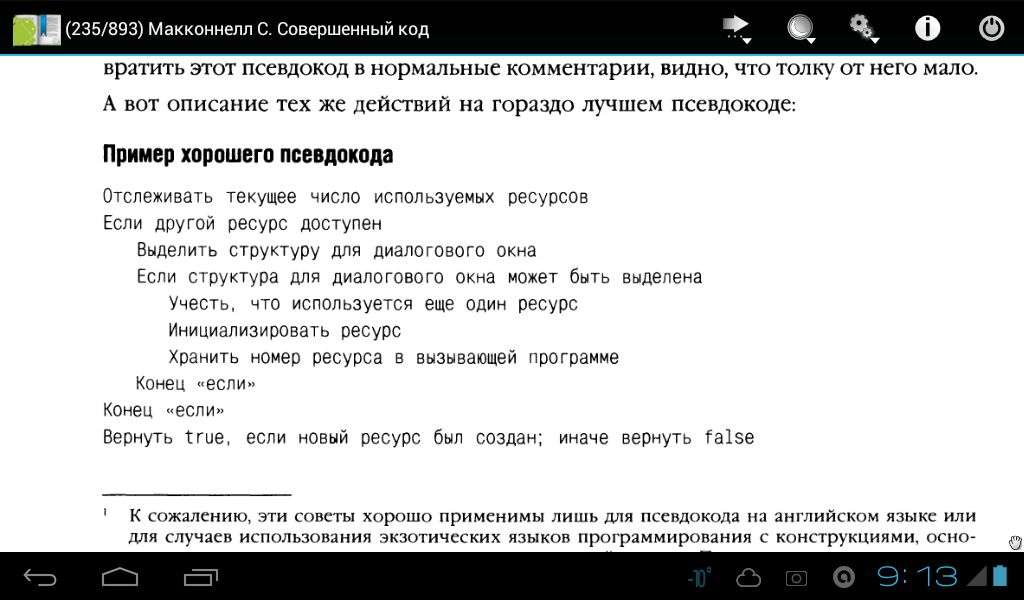 (235/893) Макконнелл С. Совершенный код
вратить этот псевдокод в нормальные комментарии, видно, что толку от него мало.
А вот описание тех же действий на гораздо лучшем псевдокоде:
Пример хорошего псевдокода
Отслеживать текущее число используемых ресурсов
Если другой ресурс доступен
Выделить структуру для диалогового окна
Если структура для диалогового окна может быть выделена
Учесть, что используется еще один ресурс
Инициализировать ресурс
Хранить номер ресурса в вызывающей программе
Конец «если»
Конец «если»
Вернуть true, если новый ресурс был создан; иначе вернуть false
1 К сожалению, эти советы хорошо применимы лишь для псевдокода на английском языке или
для случаев использования экзотических языков программирования с конструкциями, осно-
-10° 9:13